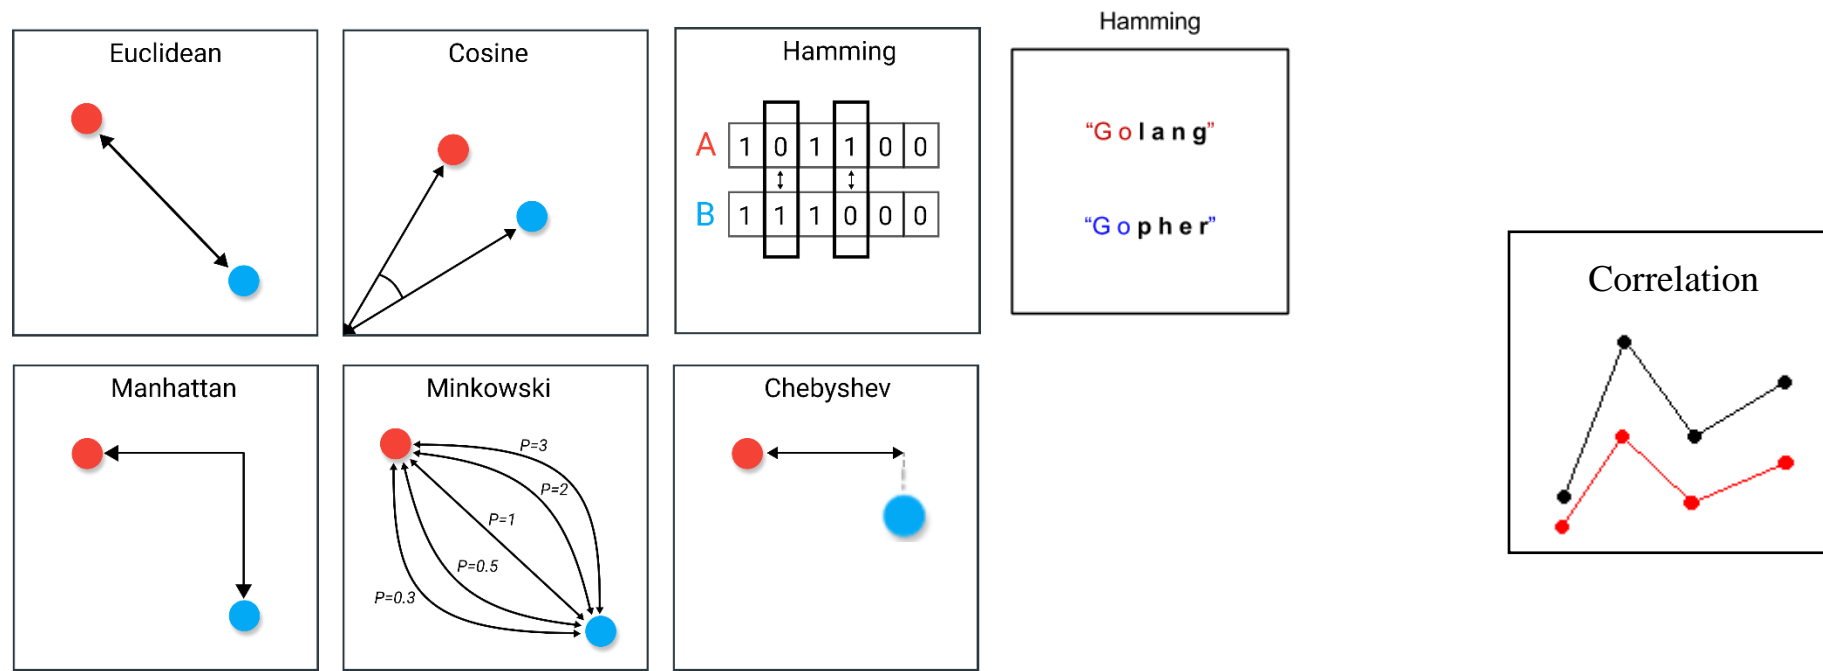 Euclidean
Cosine
Hamming
A 1 0 1 1 0 0
B 1 1 1 0 0 0
Hamming
“Golang”
“Gopher”
Correlation
Manhattan
Minkowski
P=3
P=2
P=1
P=0.5
P=0.3
Chebyshev